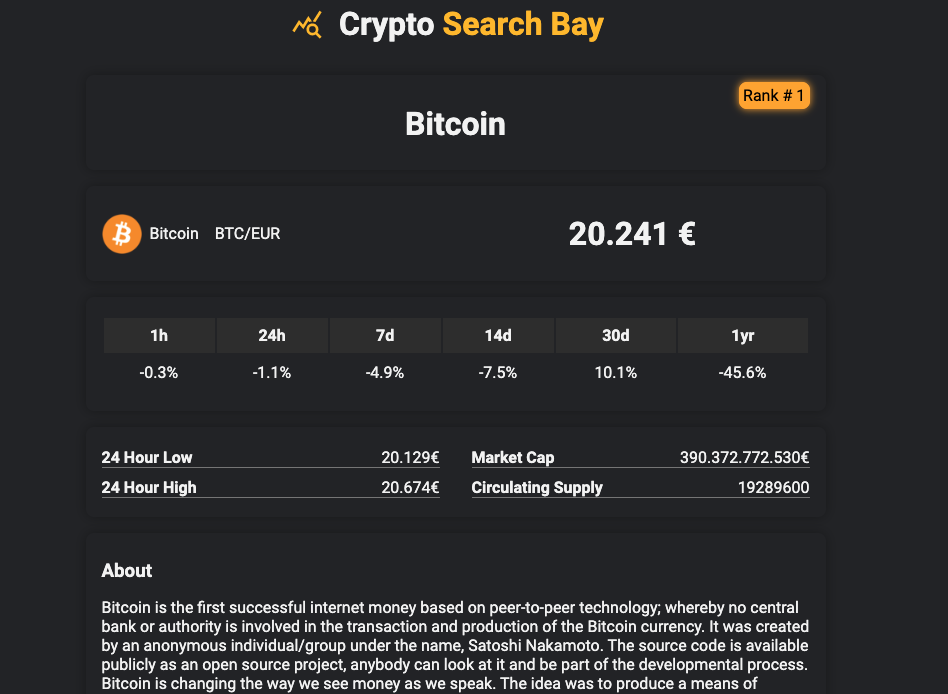 Crypto Search Bay
Rank # 1
Bitcoin
Bitcoin BTC/EUR
20.241 €
1h 24h 7d 14d 30d 1yr
-0.3% -1.1% -4.9% -7.5% 10.1% -45.6%
24 Hour Low 20.129€ Market Cap 390.372.772.530€
24 Hour High 20.674€ Circulating Supply 19289600
About
Bitcoin is the first successful internet money based on peer-to-peer technology; whereby no central
bank or authority is involved in the transaction and production of the Bitcoin currency. It was created
by an anonymous individual/group under the name, Satoshi Nakamoto. The source code is available
publicly as an open source project, anybody can look at it and be part of the developmental process.
Bitcoin is changing the way we see money as we speak. The idea was to produce a means of